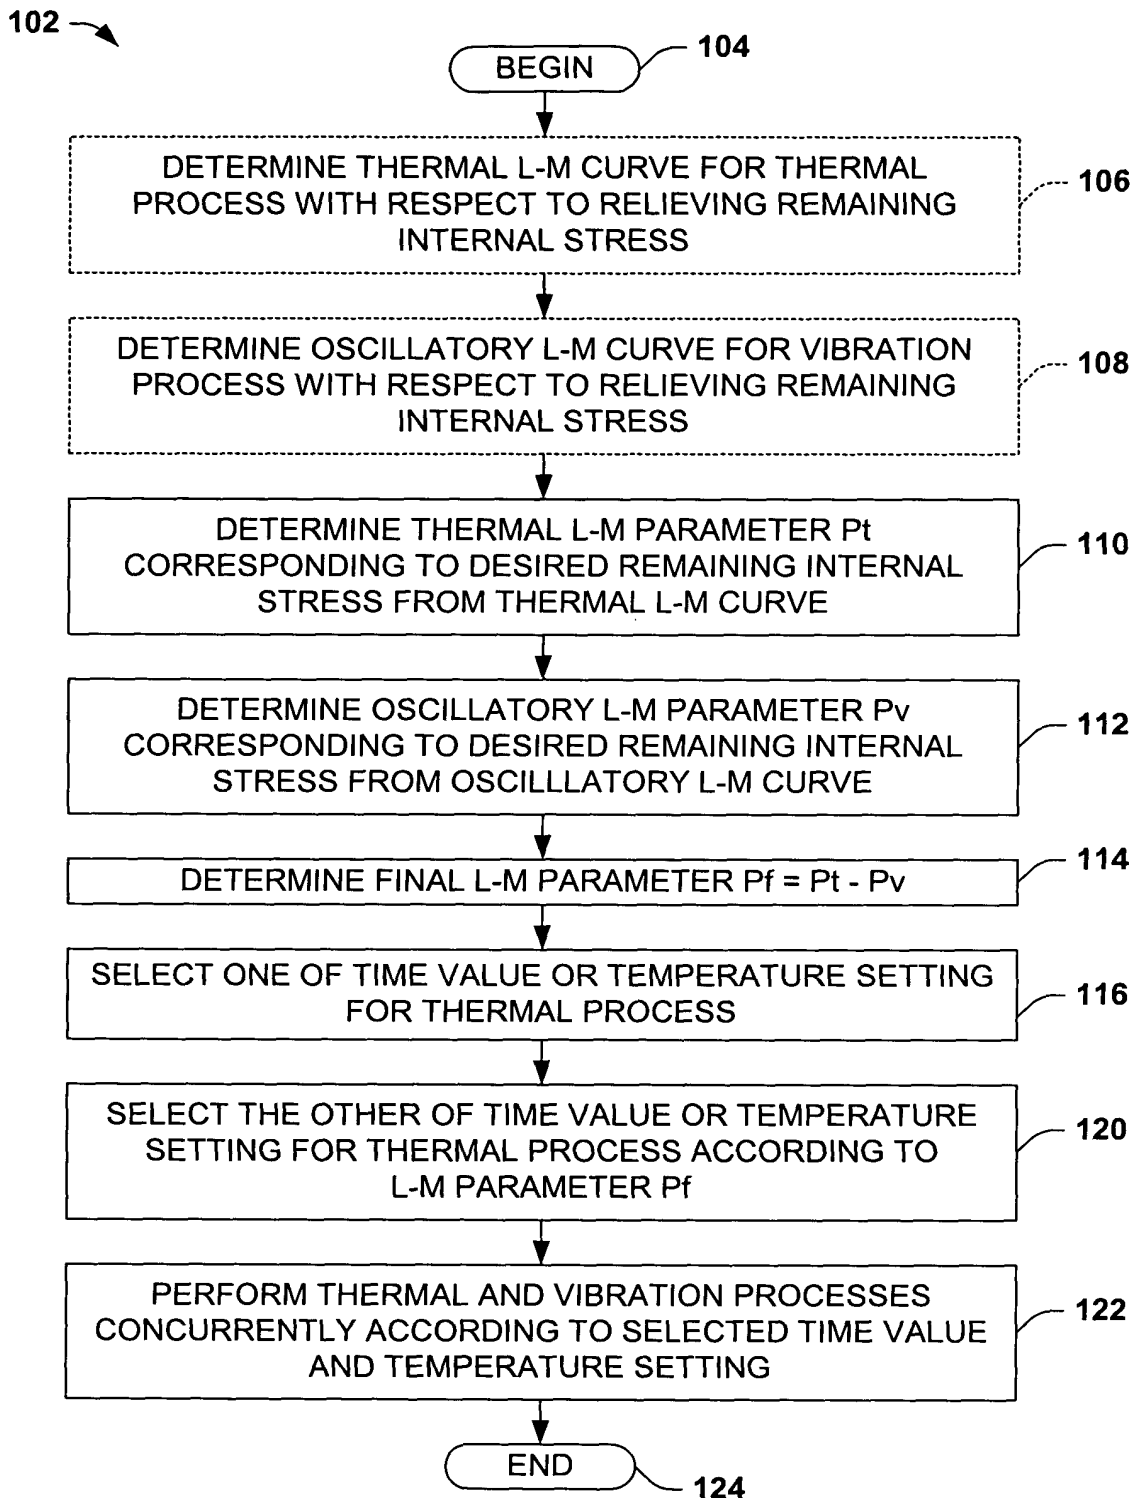 102
BEGIN
104
DETERMINE THERMAL L-M CURVE FOR THERMAL
PROCESS WITH RESPECT TO RELIEVING REMAINING
INTERNAL STRESS
106
DETERMINE OSCILLATORY L-M CURVE FOR VIBRATION
PROCESS WITH RESPECT TO RELIEVING REMAINING
INTERNAL STRESS
108
DETERMINE THERMAL L-M PARAMETER Pt
CORRESPONDING TO DESIRED REMAINING INTERNAL
STRESS FROM THERMAL L-M CURVE
110
DETERMINE OSCILLATORY L-M PARAMETER Pv
CORRESPONDING TO DESIRED REMAINING INTERNAL
STRESS FROM OSCILLLATORY L-M CURVE
112
DETERMINE FINAL L-M PARAMETER Pf = Pt - Pv
114
SELECT ONE OF TIME VALUE OR TEMPERATURE SETTING
FOR THERMAL PROCESS
116
SELECT THE OTHER OF TIME VALUE OR TEMPERATURE
SETTING FOR THERMAL PROCESS ACCORDING TO
L-M PARAMETER Pf
120
PERFORM THERMAL AND VIBRATION PROCESSES
CONCURRENTLY ACCORDING TO SELECTED TIME VALUE
AND TEMPERATURE SETTING
122
END
124